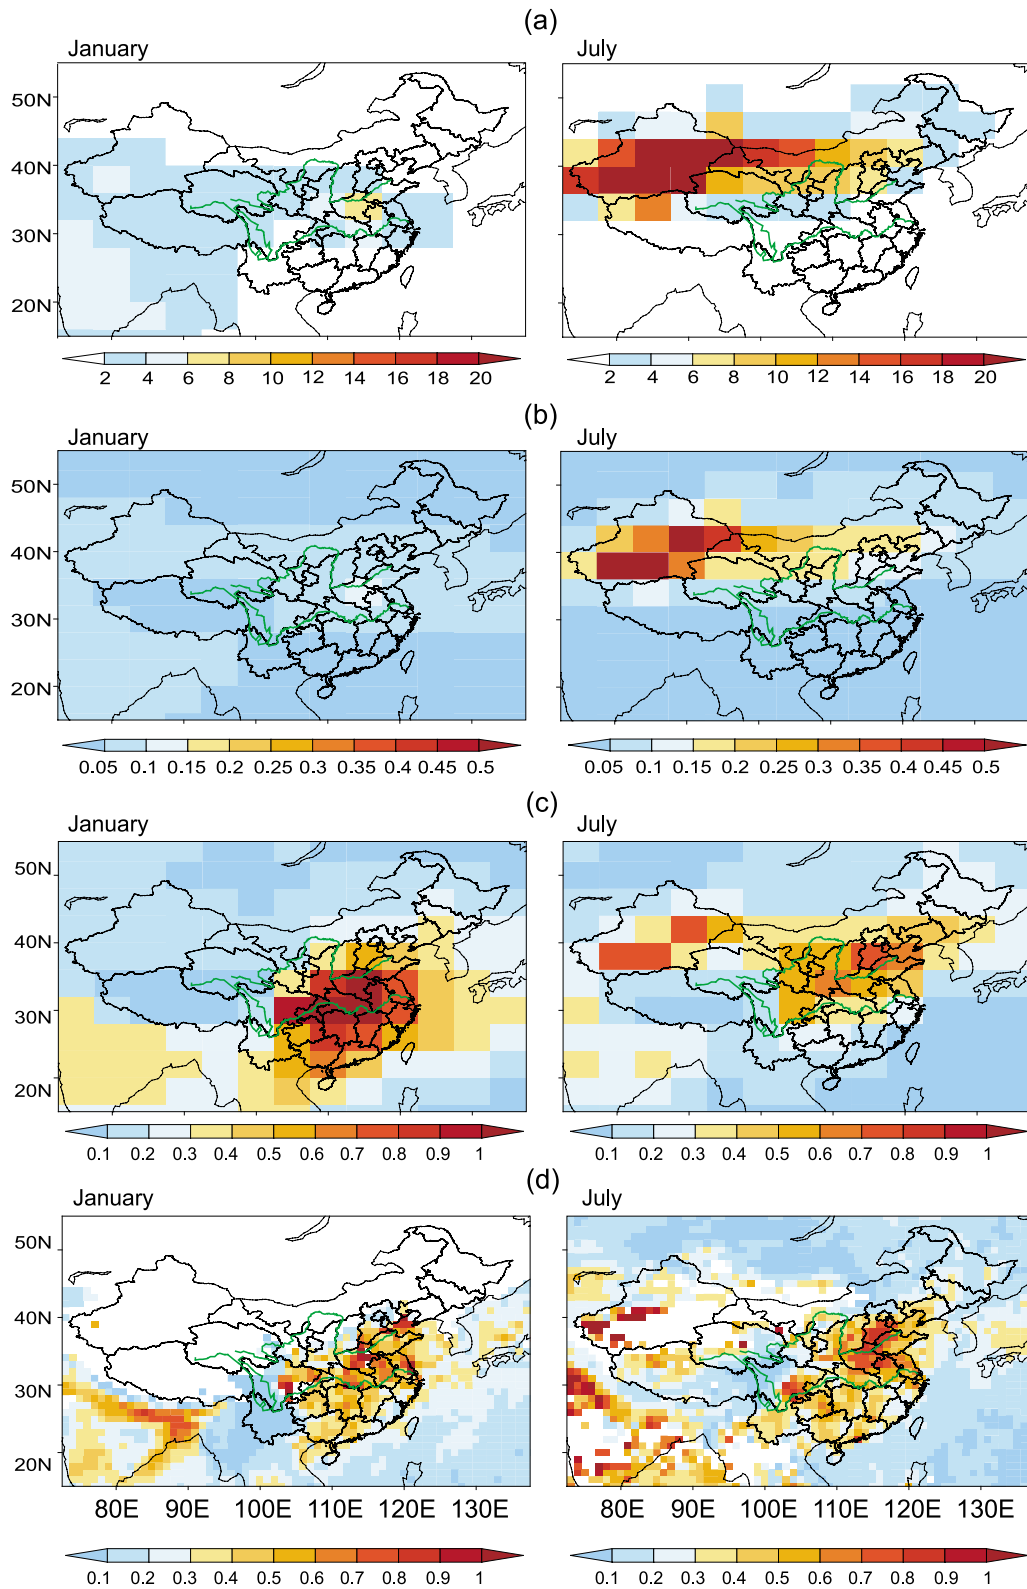 (a)
January July
50N
40N
30N
20N
2 4 6 8 10 12 14 16 18 20 2 4 6 8 10 12 14 16 18 20
(b)
January July
50N
40N
30N
20N
0.05 0.1 0.15 0.2 0.25 0.3 0.35 0.4 0.45 0.5 0.05 0.1 0.15 0.2 0.25 0.3 0.35 0.4 0.45 0.5
(c)
January July
50N
40N
30N
20N
0.1 0.2 0.3 0.4 0.5 0.6 0.7 0.8 0.9 1 0.1 0.2 0.3 0.4 0.5 0.6 0.7 0.8 0.9 1
(d)
January July
50N
40N
30N
20N
80E 90E 100E 110E 120E 130E 80E 90E 100E 110E 120E 130E
0.1 0.2 0.3 0.4 0.5 0.6 0.7 0.8 0.9 1 0.1 0.2 0.3 0.4 0.5 0.6 0.7 0.8 0.9 1